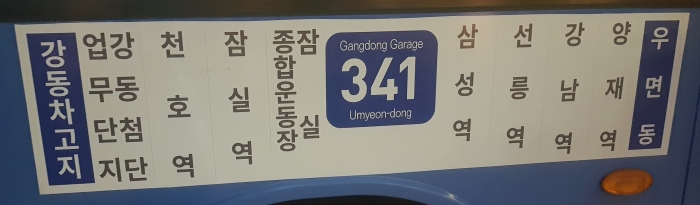 강동차고지
강동첨단
업무단지
천호역
잠실역
잠실
종합운동장
Gangdong Garage
341
Umyeon-dong
삼성역
선릉역
강남역
양재역
우면동